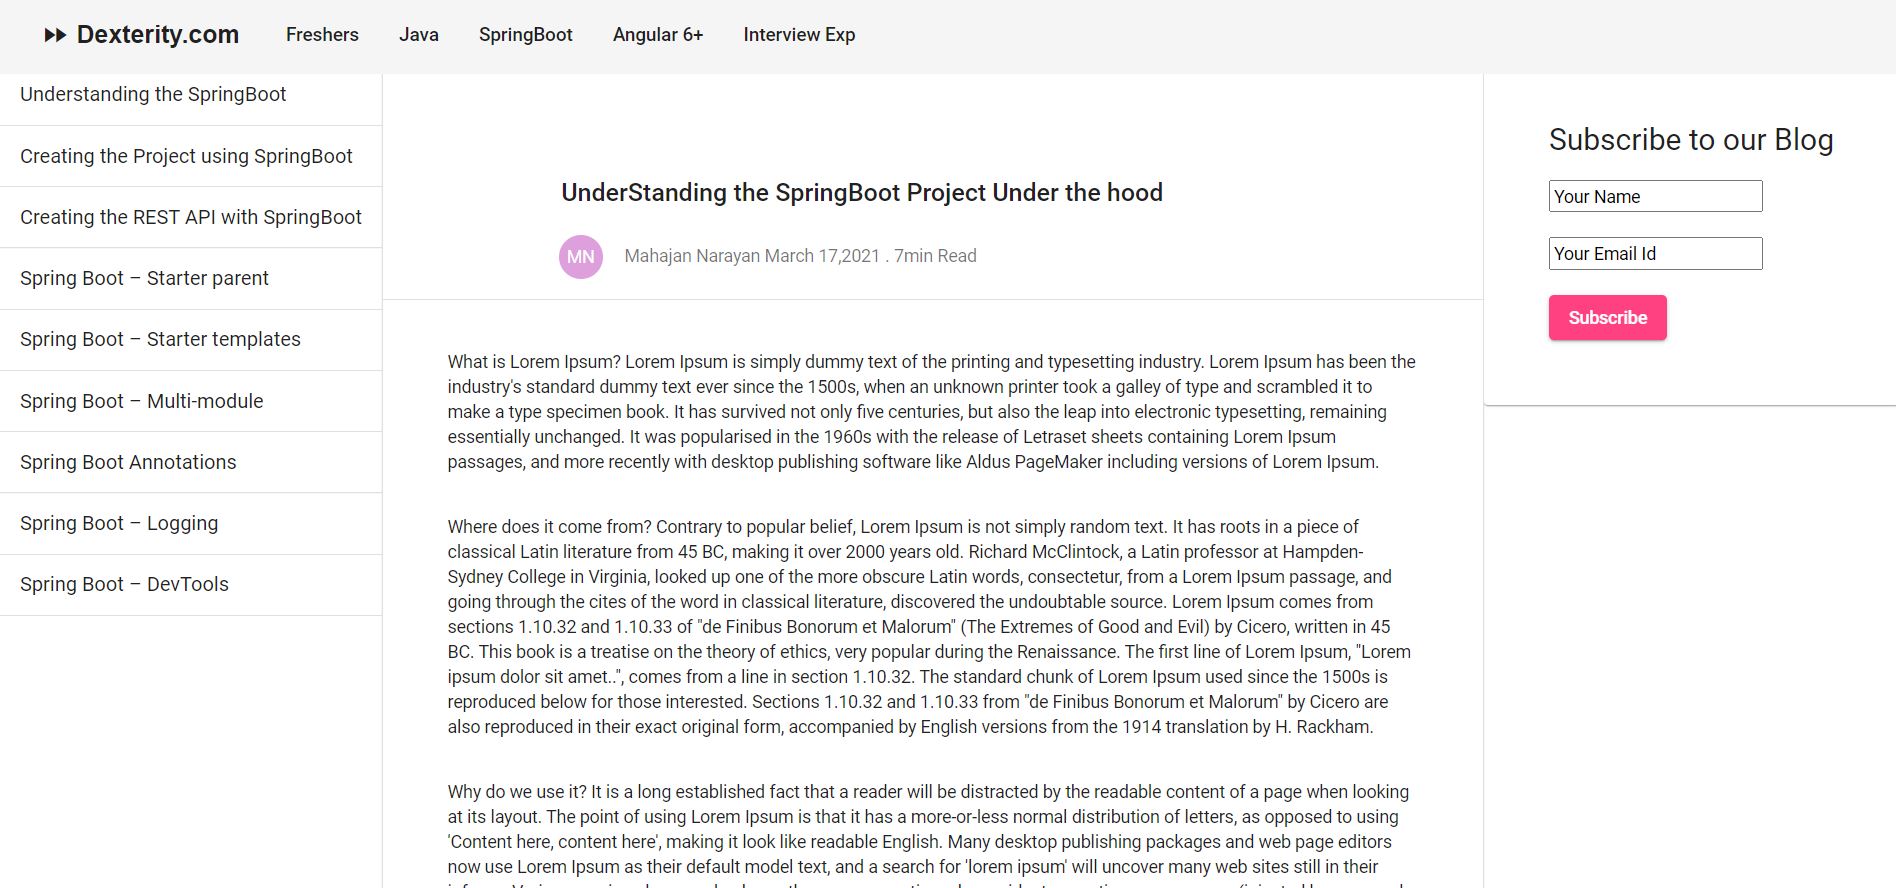 Dexterity.com Freshers Java SpringBoot Angular 6+ Interview Exp
Understanding the SpringBoot
Creating the Project using SpringBoot
Creating the REST API with SpringBoot
Spring Boot – Starter parent
Spring Boot – Starter templates
Spring Boot – Multi-module
Spring Boot Annotations
Spring Boot – Logging
Spring Boot – DevTools
UnderStanding the SpringBoot Project Under the hood
MN Mahajan Narayan March 17,2021 . 7min Read
What is Lorem Ipsum? Lorem Ipsum is simply dummy text of the printing and typesetting industry. Lorem Ipsum has been the
industry's standard dummy text ever since the 1500s, when an unknown printer took a galley of type and scrambled it to
make a type specimen book. It has survived not only five centuries, but also the leap into electronic typesetting, remaining
essentially unchanged. It was popularised in the 1960s with the release of Letraset sheets containing Lorem Ipsum
passages, and more recently with desktop publishing software like Aldus PageMaker including versions of Lorem Ipsum.
Where does it come from? Contrary to popular belief, Lorem Ipsum is not simply random text. It has roots in a piece of
classical Latin literature from 45 BC, making it over 2000 years old. Richard McClintock, a Latin professor at Hampden-
Sydney College in Virginia, looked up one of the more obscure Latin words, consectetur, from a Lorem Ipsum passage, and
going through the cites of the word in classical literature, discovered the undoubtable source. Lorem Ipsum comes from
sections 1.10.32 and 1.10.33 of "de Finibus Bonorum et Malorum" (The Extremes of Good and Evil) by Cicero, written in 45
BC. This book is a treatise on the theory of ethics, very popular during the Renaissance. The first line of Lorem Ipsum, "Lorem
ipsum dolor sit amet..", comes from a line in section 1.10.32. The standard chunk of Lorem Ipsum used since the 1500s is
reproduced below for those interested. Sections 1.10.32 and 1.10.33 from "de Finibus Bonorum et Malorum" by Cicero are
also reproduced in their exact original form, accompanied by English versions from the 1914 translation by H. Rackham.
Why do we use it? It is a long established fact that a reader will be distracted by the readable content of a page when looking
at its layout. The point of using Lorem Ipsum is that it has a more-or-less normal distribution of letters, as opposed to using
'Content here, content here', making it look like readable English. Many desktop publishing packages and web page editors
now use Lorem Ipsum as their default model text, and a search for 'lorem ipsum' will uncover many web sites still in their
Subscribe to our Blog
Your Name
Your Email Id
Subscribe